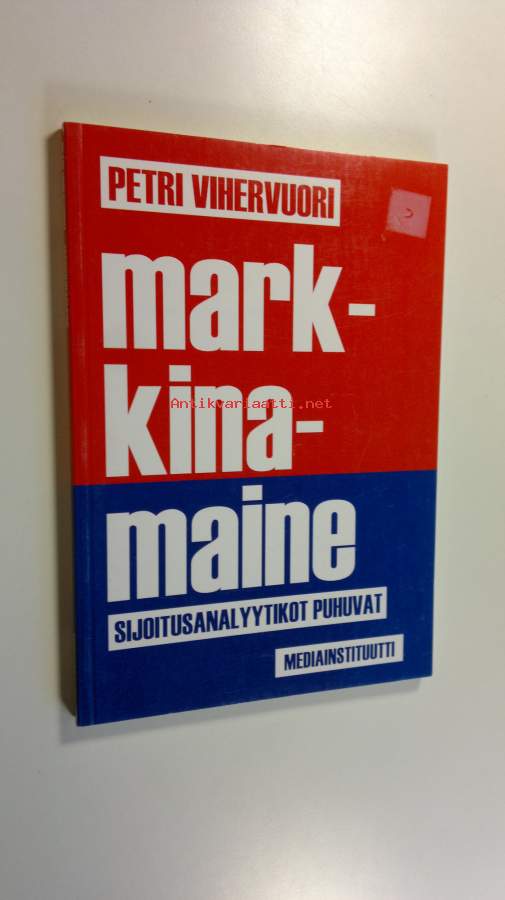 PETRI VIHERVUORI
mark-
kina-
Antikvariaatti.net
maine
SIJOITUSANALYYTIKOT PUHUVAT
MEDIAINSTITUUTTI